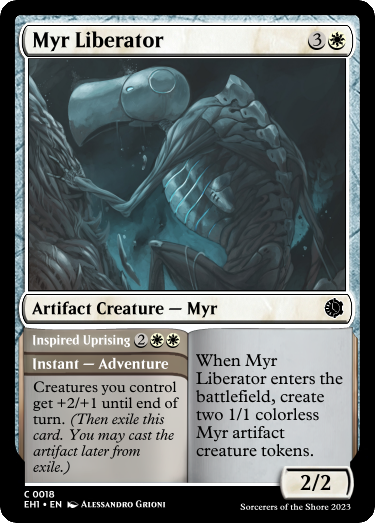 Myr Liberator 3
Artifact Creature — Myr
Inspired Uprising 2
Instant — Adventure
Creatures you control
get +2/+1 until end of
turn. (Then exile this
card. You may cast the
artifact later from
exile.)
When Myr
Liberator enters the
battlefield, create
two 1/1 colorless
Myr artifact
creature tokens.
2/2
C 0018
EH1 • EN Alessandro Grioni
Sorcerers of the Shore 2023